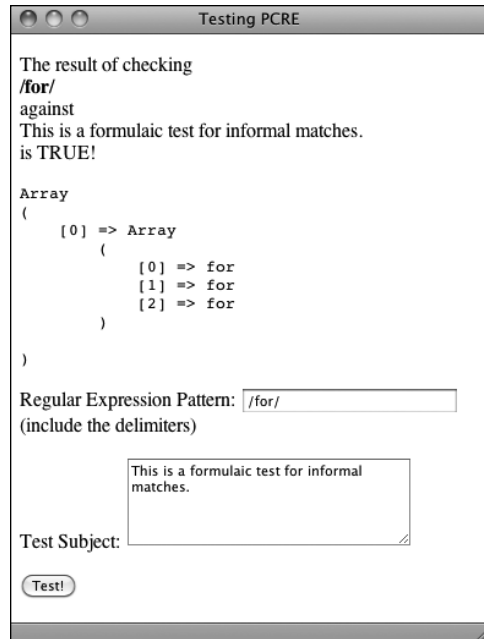 Testing PCRE
The result of checking
/for/
against
This is a formulaic test for informal matches.
is TRUE!
Array
(
[0] => Array
(
[0] => for
[1] => for
[2] => for
)
)
Regular Expression Pattern: /for/
(include the delimiters)
This is a formulaic test for informal
matches.
Test Subject:
Test!